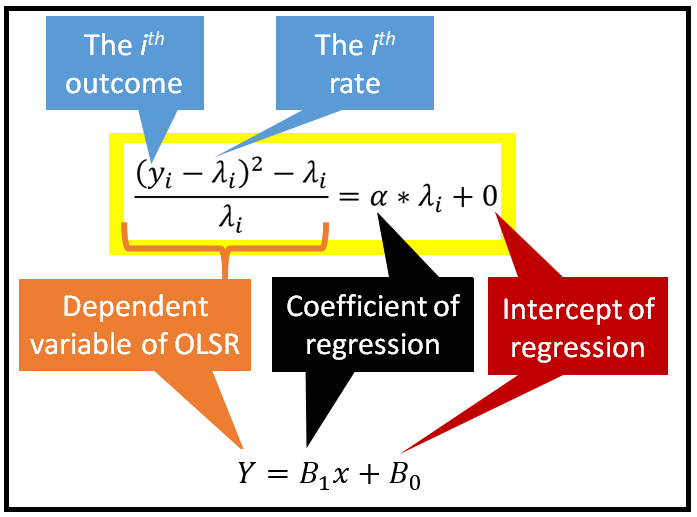 The iᵗʰ outcome
The iᵗʰ rate
(yᵢ − λᵢ)² − λᵢ
λᵢ
= α ∗ λᵢ + 0
Dependent
variable of OLSR
Coefficient of
regression
Intercept of
regression
Y = B₁x + B₀